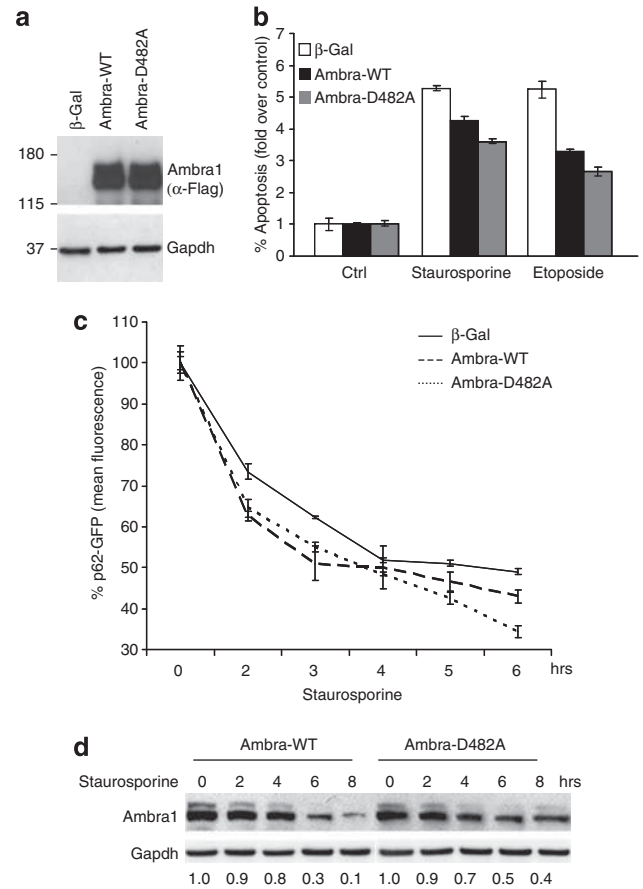 a
β-Gal
Ambra-WT
Ambra-D482A
180
115
37
Ambra1
(α-Flag)
Gapdh
b
% Apoptosis (fold over control)
7
6
5
4
3
2
1
0
β-Gal
Ambra-WT
Ambra-D482A
Ctrl Staurosporine Etoposide
c
% p62-GFP (mean fluorescence)
110
100
90
80
70
60
50
40
30
β-Gal
Ambra-WT
Ambra-D482A
0 2 3 4 5 6 hrs
Staurosporine
d
Ambra-WT Ambra-D482A
Staurosporine 0 2 4 6 8 0 2 4 6 8 hrs
Ambra1
Gapdh
1.0 0.9 0.8 0.3 0.1 1.0 0.9 0.7 0.5 0.4